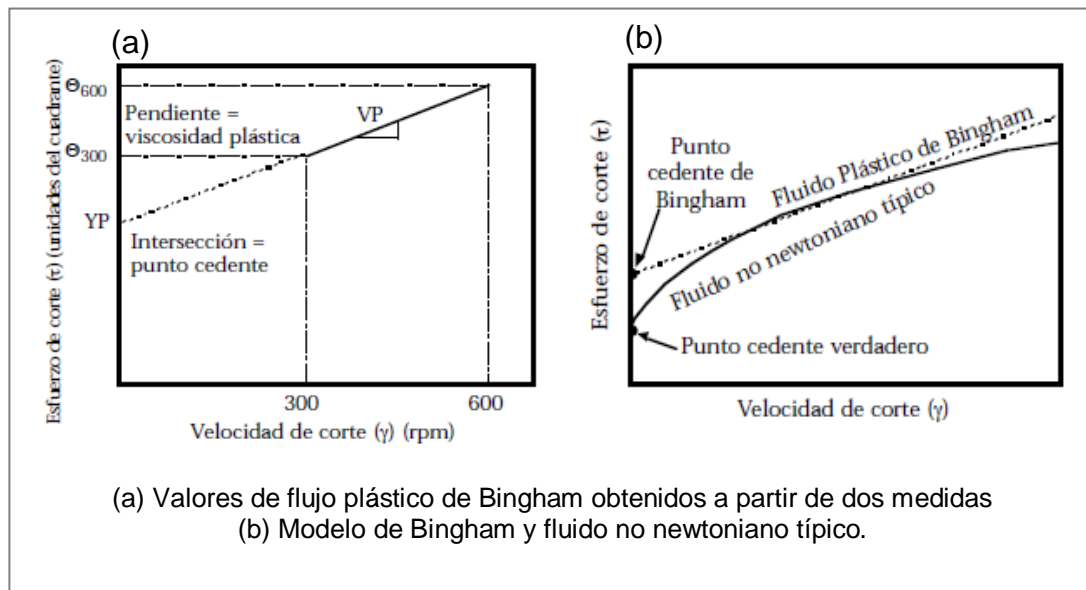 (a)
Esfuerzo de corte (τ) (unidades del cuadrante)
Θ600
Pendiente =
viscosidad plástica
VP
Θ300
YP
Intersección =
punto cedente
300
600
Velocidad de corte (γ) (rpm)
(b)
Esfuerzo de corte (τ)
Punto
cedente de
Bingham
Fluido Plástico de Bingham
Fluido no newtoniano típico
Punto cedente verdadero
Velocidad de corte (γ)
(a) Valores de flujo plástico de Bingham obtenidos a partir de dos medidas
(b) Modelo de Bingham y fluido no newtoniano típico.